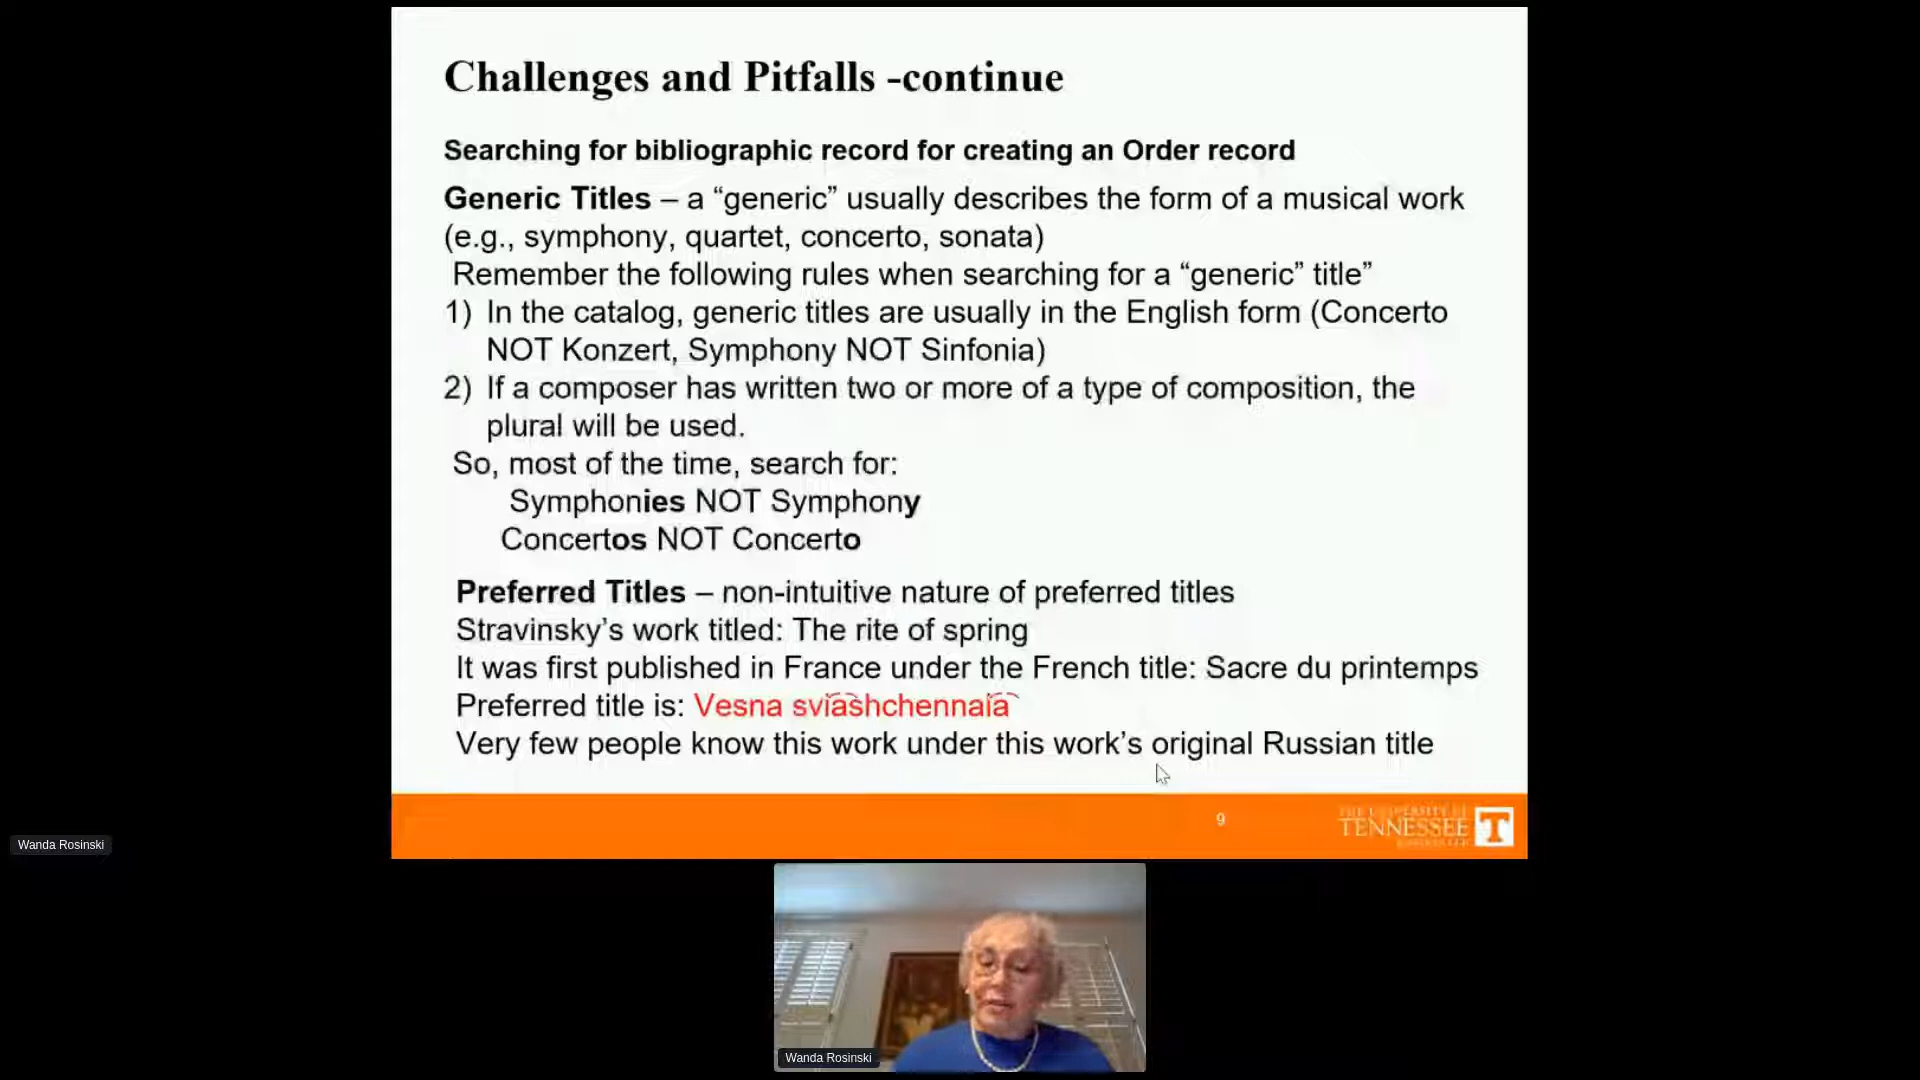 Challenges and Pitfalls -continue
Searching for bibliographic record for creating an Order record
Generic Titles – a “generic” usually describes the form of a musical work
(e.g., symphony, quartet, concerto, sonata)
Remember the following rules when searching for a “generic” title”
1) In the catalog, generic titles are usually in the English form (Concerto
NOT Konzert, Symphony NOT Sinfonia)
2) If a composer has written two or more of a type of composition, the
plural will be used.
So, most of the time, search for:
Symphonies NOT Symphony
Concertos NOT Concerto
Preferred Titles – non-intuitive nature of preferred titles
Stravinsky’s work titled: The rite of spring
It was first published in France under the French title: Sacre du printemps
Preferred title is: Vesna svi︠a︡shchennai︠a︡
Very few people know this work under this work’s original Russian title
9
THE UNIVERSITY OF
TENNESSEE
T
Wanda Rosinski
Wanda Rosinski